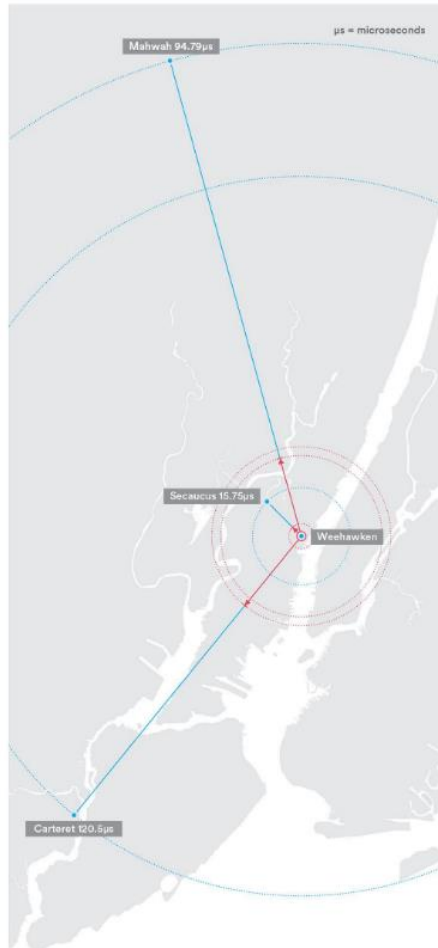 μs = microseconds
Mahwah 94.79μs
Secaucus 15.75μs
Weehawken
Carteret 120.5μs